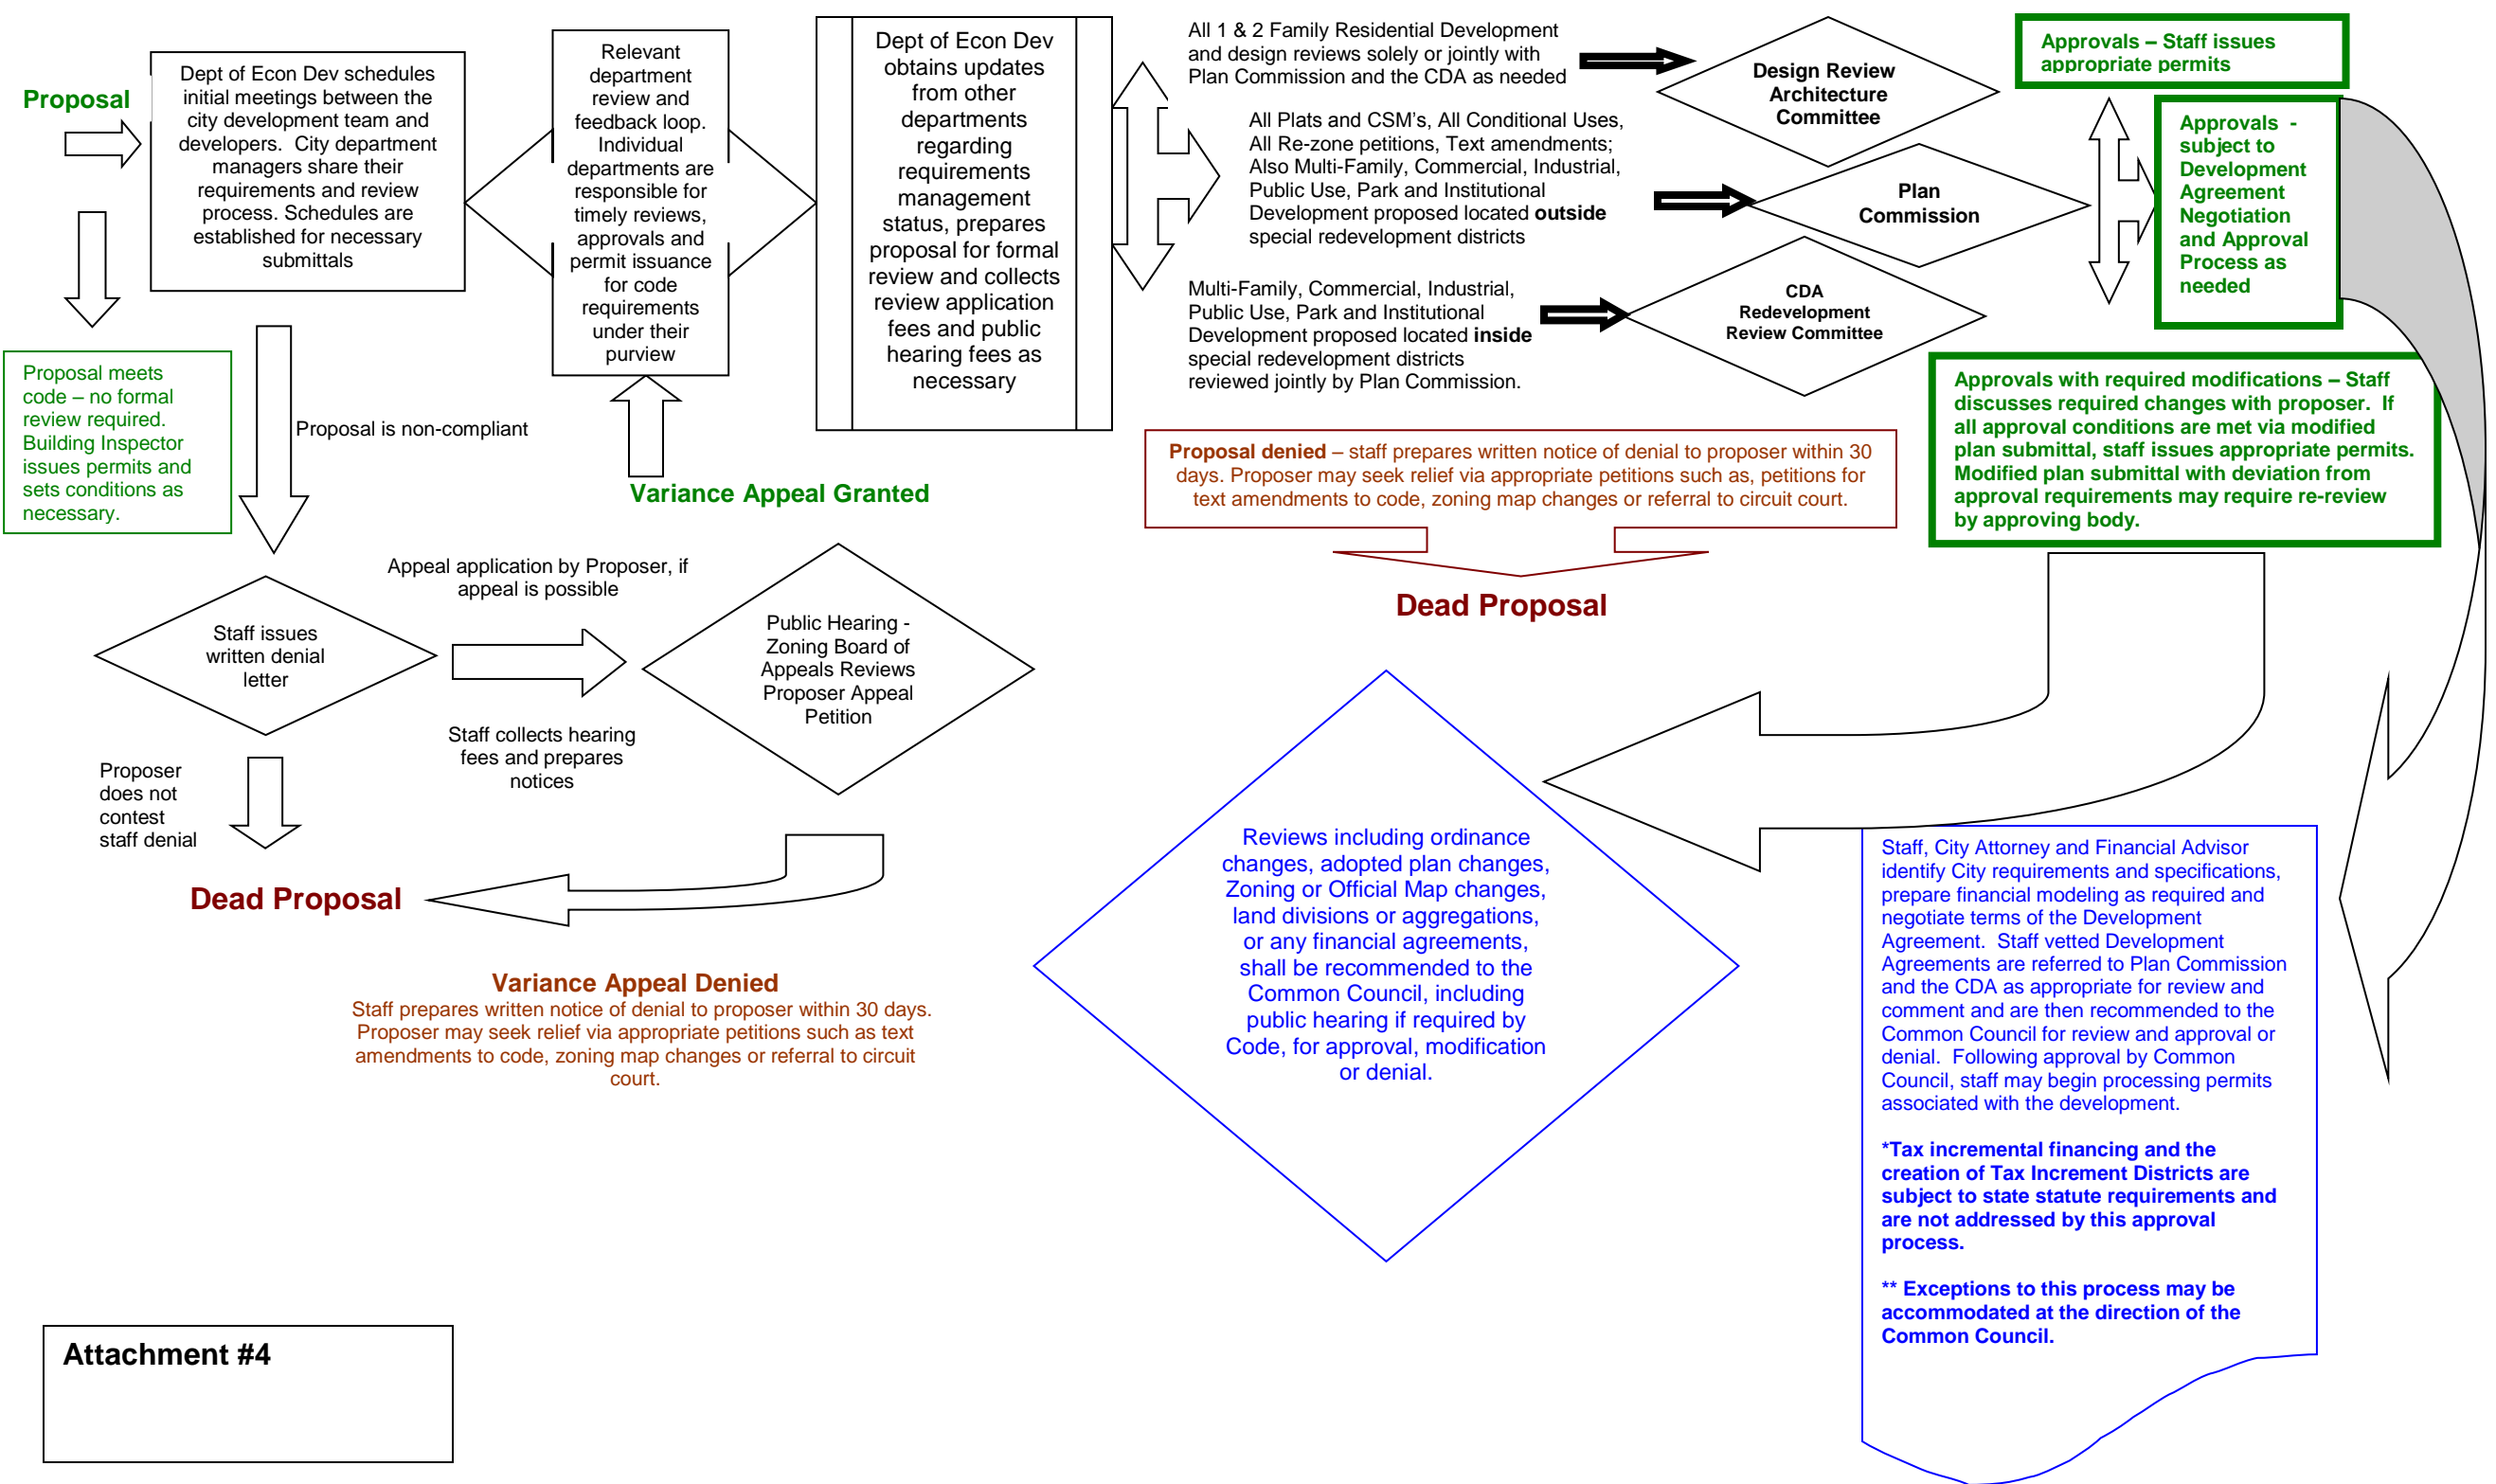 Proposal
Dept of Econ Dev schedules
initial meetings between the
city development team and
developers.  City department
managers share their
requirements and review
process. Schedules are
established for necessary
submittals
Relevant
department
review and
feedback loop.
Individual
departments are
responsible for
timely reviews,
approvals and
permit issuance
for code
requirements
under their
purview
Dept of Econ Dev
obtains updates
from other
departments
regarding
requirements
management
status, prepares
proposal for formal
review and collects
review application
fees and public
hearing fees as
necessary
All 1 & 2 Family Residential Development
and design reviews solely or jointly with
Plan Commission and the CDA as needed
Design Review
Architecture
Committee
Approvals – Staff issues
appropriate permits
All Plats and CSM's, All Conditional Uses,
All Re-zone petitions, Text amendments;
Also Multi-Family, Commercial, Industrial,
Public Use, Park and Institutional
Development proposed located outside
special redevelopment districts
Plan
Commission
Approvals  -
subject to
Development
Agreement
Negotiation
and Approval
Process as
needed
Multi-Family, Commercial, Industrial,
Public Use, Park and Institutional
Development proposed located inside
special redevelopment districts
reviewed jointly by Plan Commission.
CDA
Redevelopment
Review Committee
Proposal meets
code – no formal
review required.
Building Inspector
issues permits and
sets conditions as
necessary.
Proposal is non-compliant
Variance Appeal Granted
Proposal denied – staff prepares written notice of denial to proposer within 30
days. Proposer may seek relief via appropriate petitions such as, petitions for
text amendments to code, zoning map changes or referral to circuit court.
Approvals with required modifications – Staff
discusses required changes with proposer.  If
all approval conditions are met via modified
plan submittal, staff issues appropriate permits.
Modified plan submittal with deviation from
approval requirements may require re-review
by approving body.
Dead Proposal
Staff issues
written denial
letter
Appeal application by Proposer, if
appeal is possible
Staff collects hearing
fees and prepares
notices
Public Hearing -
Zoning Board of
Appeals Reviews
Proposer Appeal
Petition
Proposer
does not
contest
staff denial
Dead Proposal
Variance Appeal Denied
Staff prepares written notice of denial to proposer within 30 days.
Proposer may seek relief via appropriate petitions such as text
amendments to code, zoning map changes or referral to circuit
court.
Reviews including ordinance
changes, adopted plan changes,
Zoning or Official Map changes,
land divisions or aggregations,
or any financial agreements,
shall be recommended to the
Common Council, including
public hearing if required by
Code, for approval, modification
or denial.
Staff, City Attorney and Financial Advisor
identify City requirements and specifications,
prepare financial modeling as required and
negotiate terms of the Development
Agreement.  Staff vetted Development
Agreements are referred to Plan Commission
and the CDA as appropriate for review and
comment and are then recommended to the
Common Council for review and approval or
denial.  Following approval by Common
Council, staff may begin processing permits
associated with the development.
*Tax incremental financing and the
creation of Tax Increment Districts are
subject to state statute requirements and
are not addressed by this approval
process.
** Exceptions to this process may be
accommodated at the direction of the
Common Council.
Attachment #4